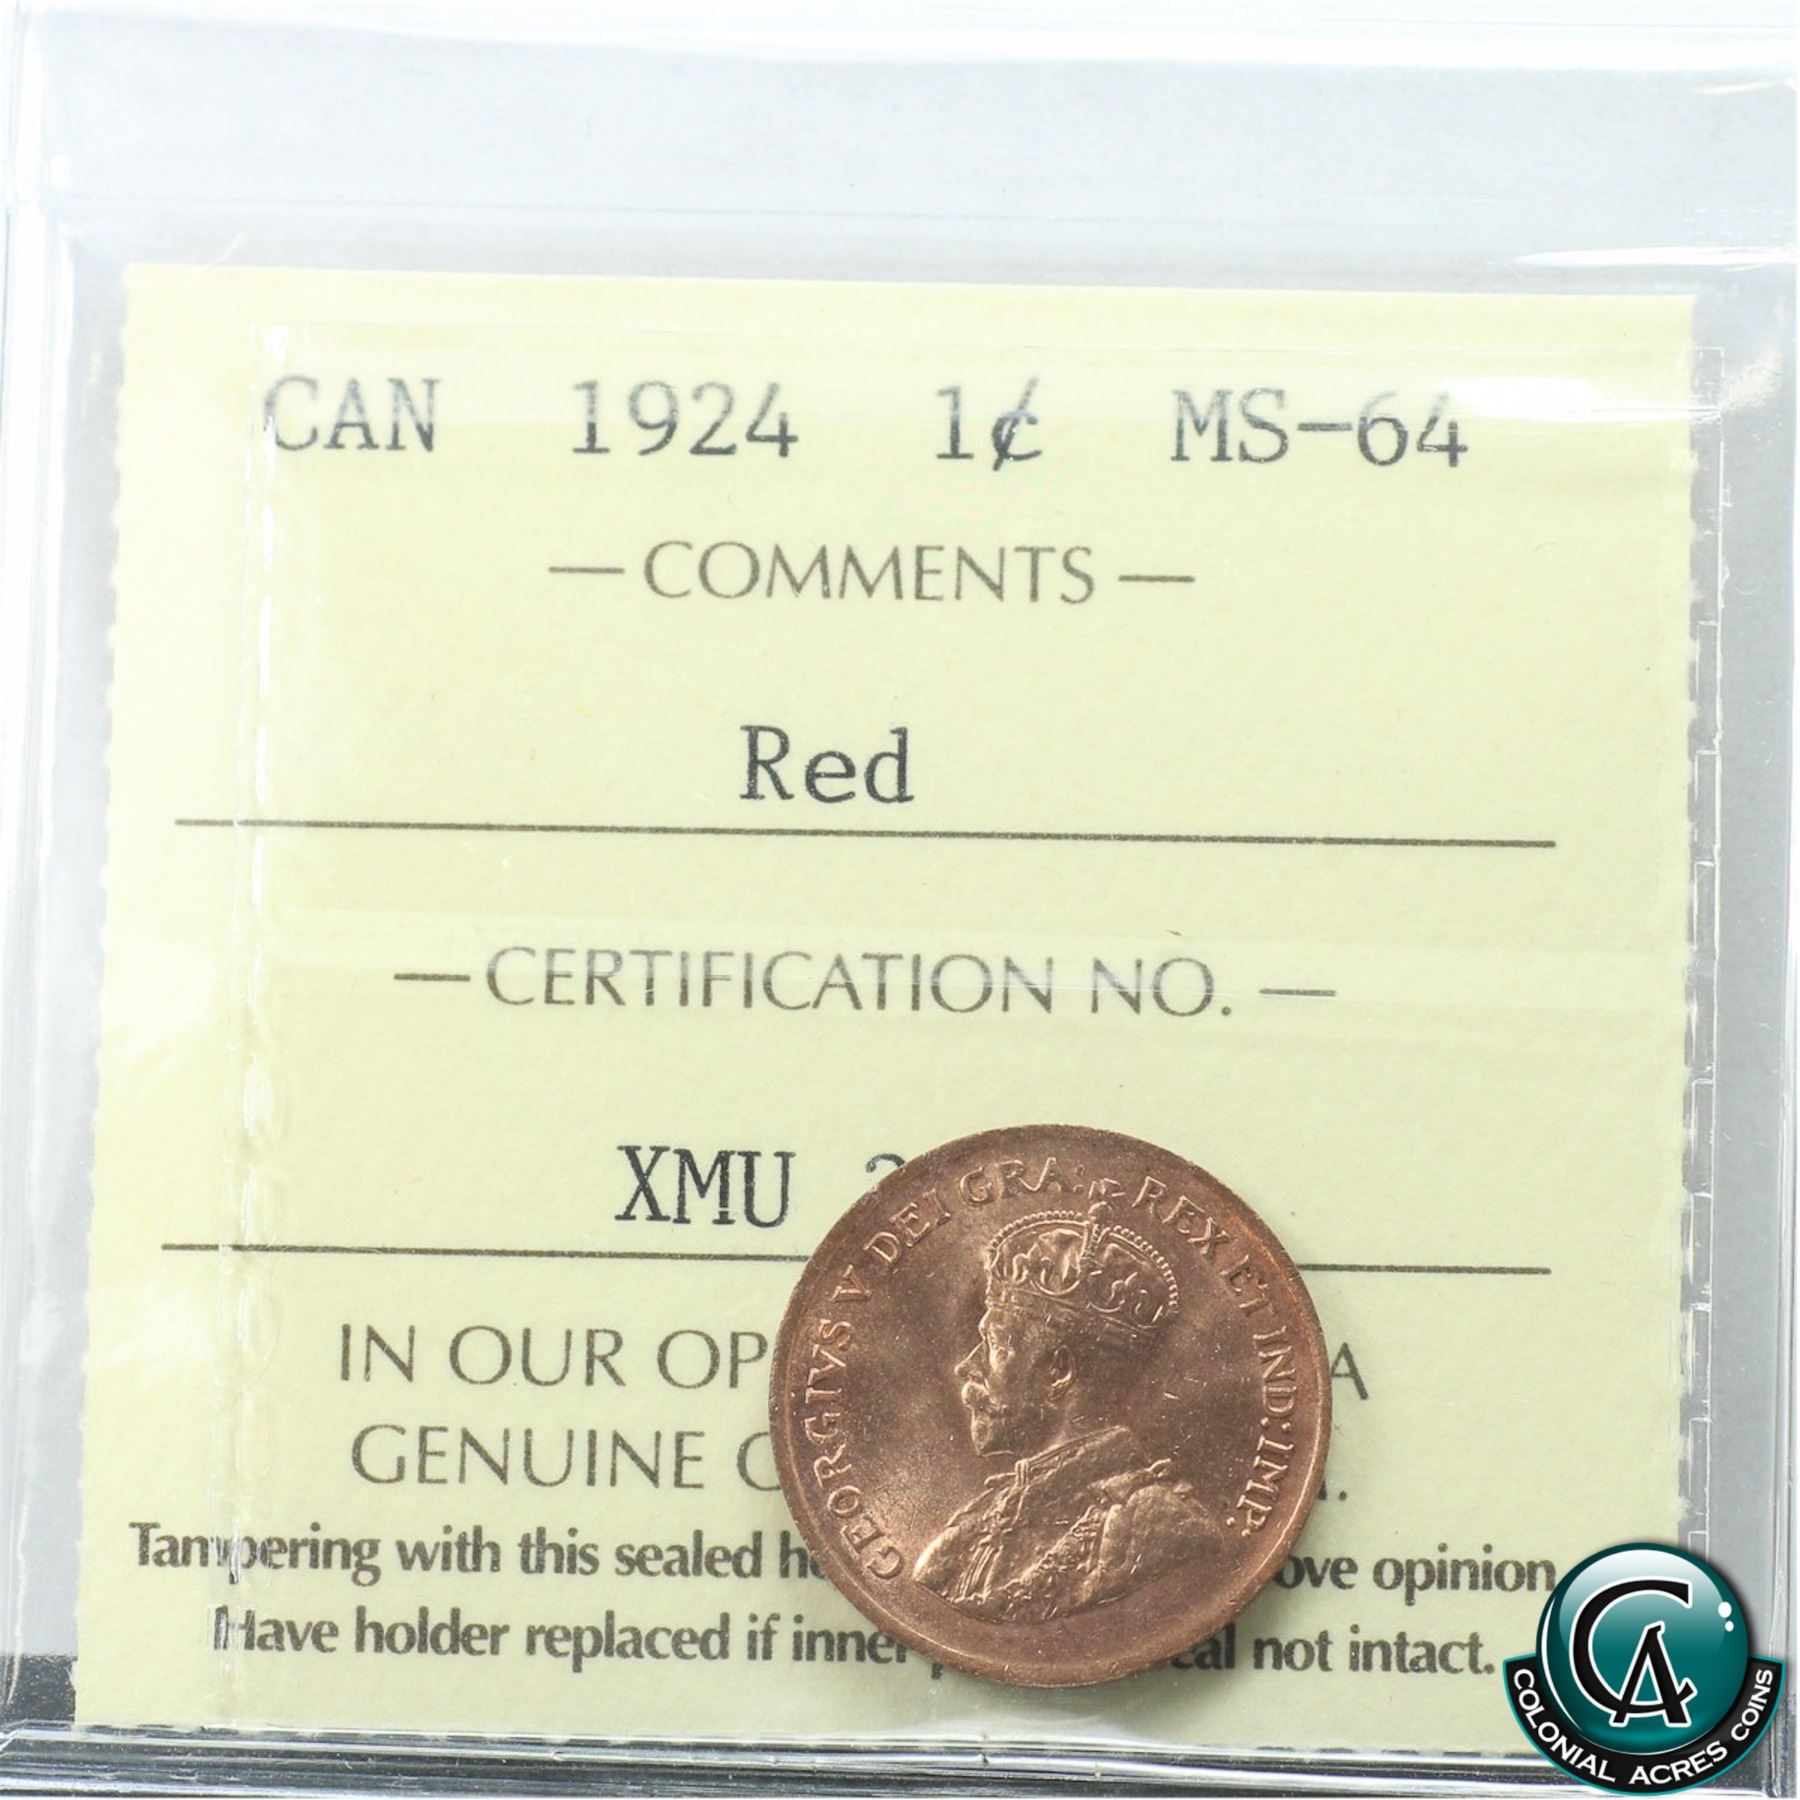 CAN 1924 1¢ MS-64
— COMMENTS —
Red
— CERTIFICATION NO. —
XMU
IN OUR OP A
GENUINE
Tampering with this sealed ove opinion
Have holder replaced if inner not intact.
GEORGIVS V DEI GRA: REX ET IND: IMP:
CA
COLONIAL ACRES COINS